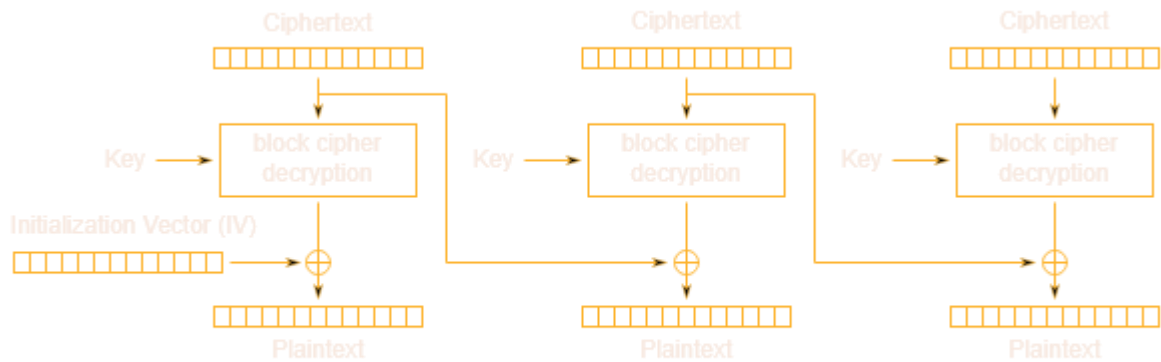 Ciphertext
Ciphertext
Ciphertext
Key
block cipher
decryption
Key
block cipher
decryption
Key
block cipher
decryption
Initialization Vector (IV)
Plaintext
Plaintext
Plaintext